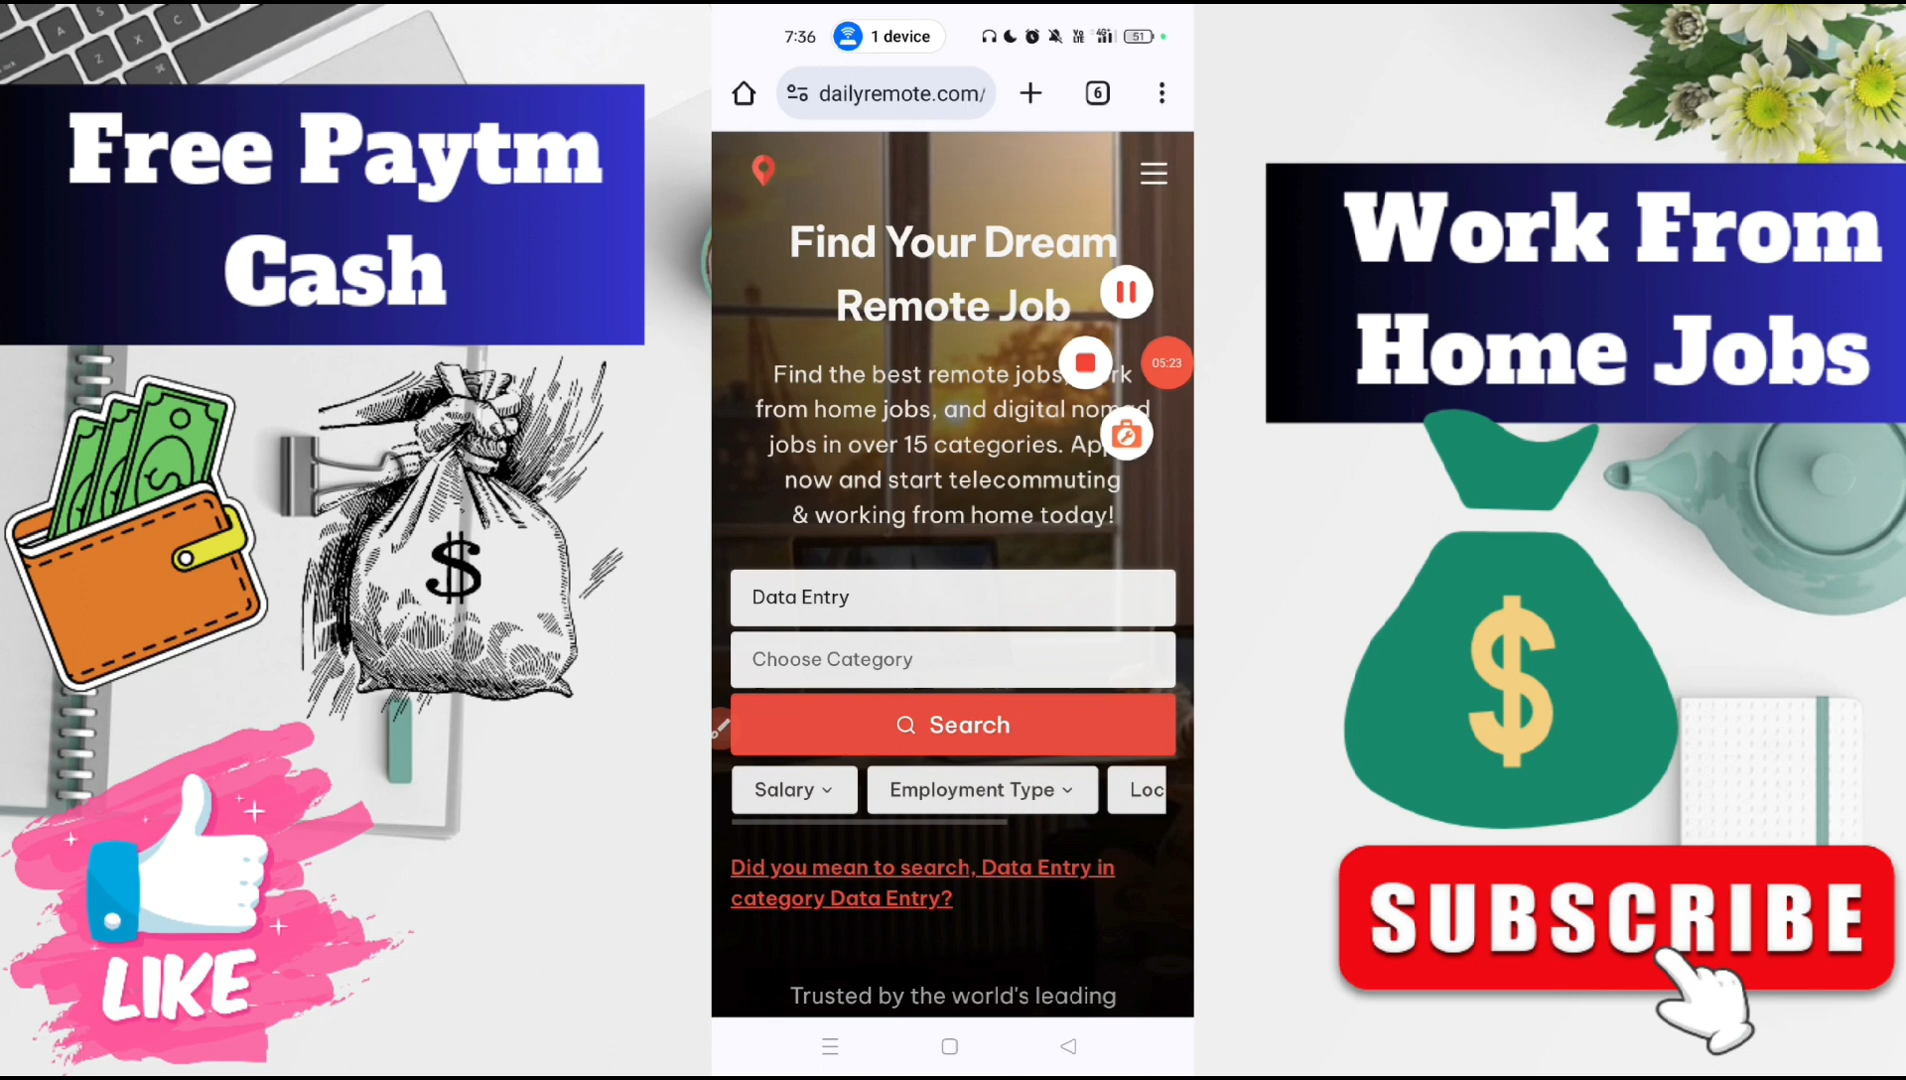 Free Paytm
Cash
LIKE
7:36
1 device
51
dailyremote.com/
6
Find Your Dream
Remote Job
05:23
Find the best remote jobs,
from home jobs, and digital nomad
jobs in over 15 categories.
now and start telecommuting
& working from home today!
Data Entry
Choose Category
Search
Salary
Employment Type
Loc
Did you mean to search, Data Entry in
category Data Entry?
Trusted by the world's leading
Work From
Home Jobs
$
$
SUBSCRIBE